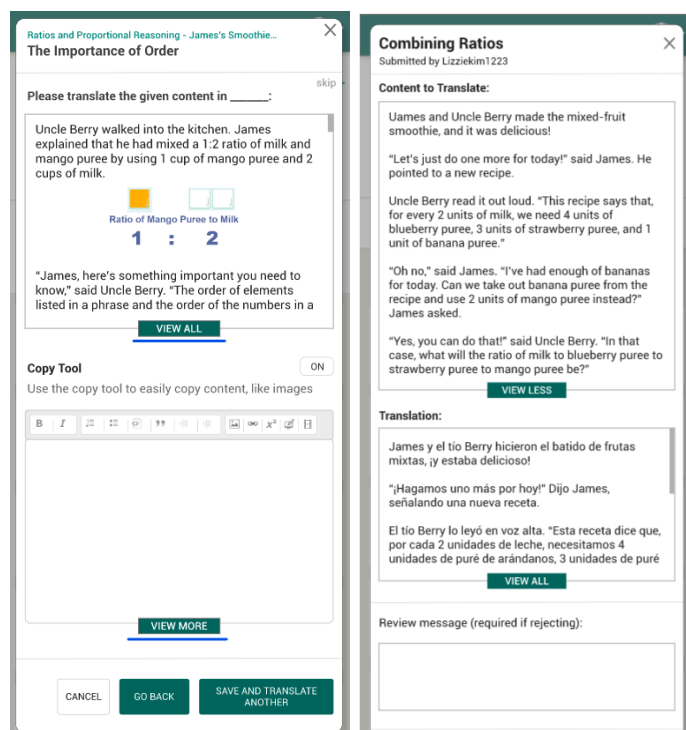 Ratios and Proportional Reasoning - James's Smoothie...
The Importance of Order
skip
Please translate the given content in ______:
Uncle Berry walked into the kitchen. James
explained that he had mixed a 1:2 ratio of milk and
mango puree by using 1 cup of mango puree and 2
cups of milk.
Ratio of Mango Puree to Milk
1 : 2
“James, here's something important you need to
know,” said Uncle Berry. “The order of elements
listed in a phrase and the order of the numbers in a
VIEW ALL
Copy Tool
ON
Use the copy tool to easily copy content, like images
B I
VIEW MORE
CANCEL
GO BACK
SAVE AND TRANSLATE
ANOTHER
Combining Ratios
Submitted by Lizziekim1223
Content to Translate:
Uames and Uncle Berry made the mixed-fruit
smoothie, and it was delicious!
“Let's just do one more for today!” said James. He
pointed to a new recipe.
Uncle Berry read it out loud. “This recipe says that,
for every 2 units of milk, we need 4 units of
blueberry puree, 3 units of strawberry puree, and 1
unit of banana puree.”
“Oh no,” said James. “I've had enough of bananas
for today. Can we take out banana puree from the
recipe and use 2 units of mango puree instead?”
James asked.
“Yes, you can do that!” said Uncle Berry. “In that
case, what will the ratio of milk to blueberry puree to
strawberry puree to mango puree be?”
VIEW LESS
Translation:
James y el tío Berry hicieron el batido de frutas
mixtas, ¡y estaba delicioso!
“¡Hagamos uno más por hoy!” Dijo James,
señalando una nueva receta.
El tío Berry lo leyó en voz alta. “Esta receta dice que,
por cada 2 unidades de leche, necesitamos 4
unidades de puré de arándanos, 3 unidades de puré
VIEW ALL
Review message (required if rejecting):